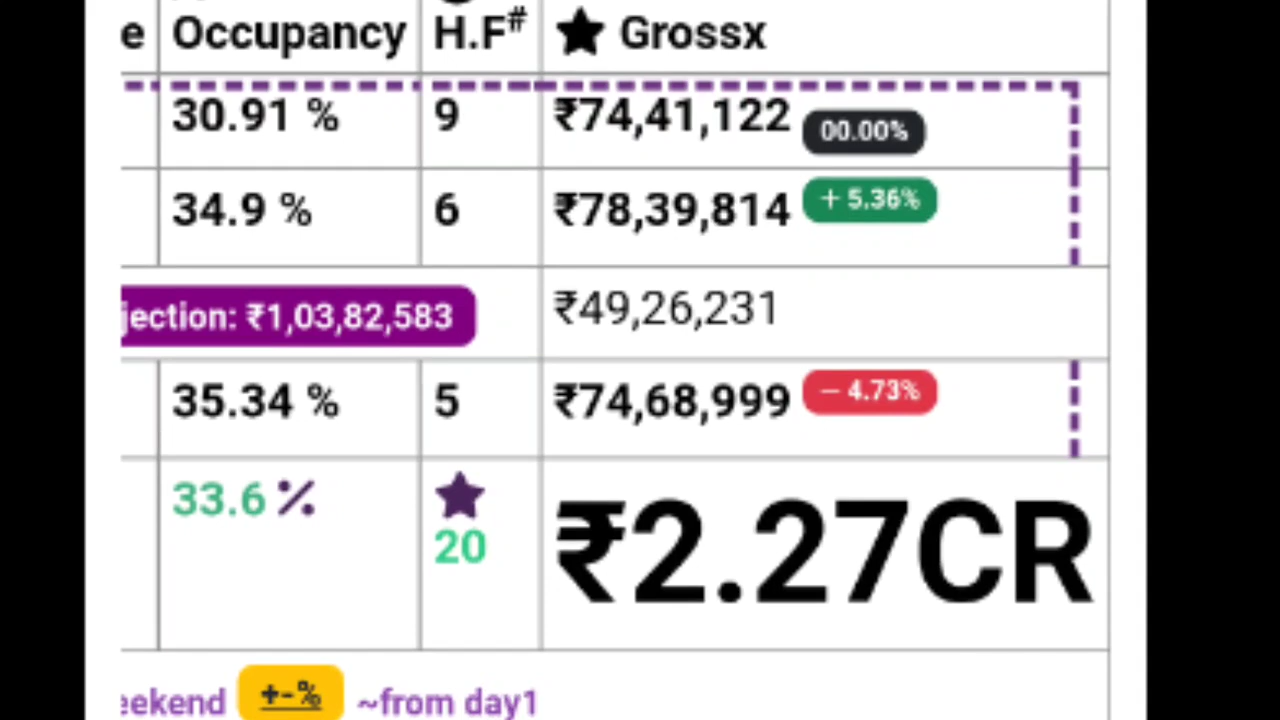 e Occupancy H.F# ★ Grossx
30.91 % 9 ₹74,41,122 00.00%
34.9 % 6 ₹78,39,814 + 5.36%
jection: ₹1,03,82,583 ₹49,26,231
35.34 % 5 ₹74,68,999 – 4.73%
33.6 % ★ 20 ₹2.27CR
eekend +-% ~from day1